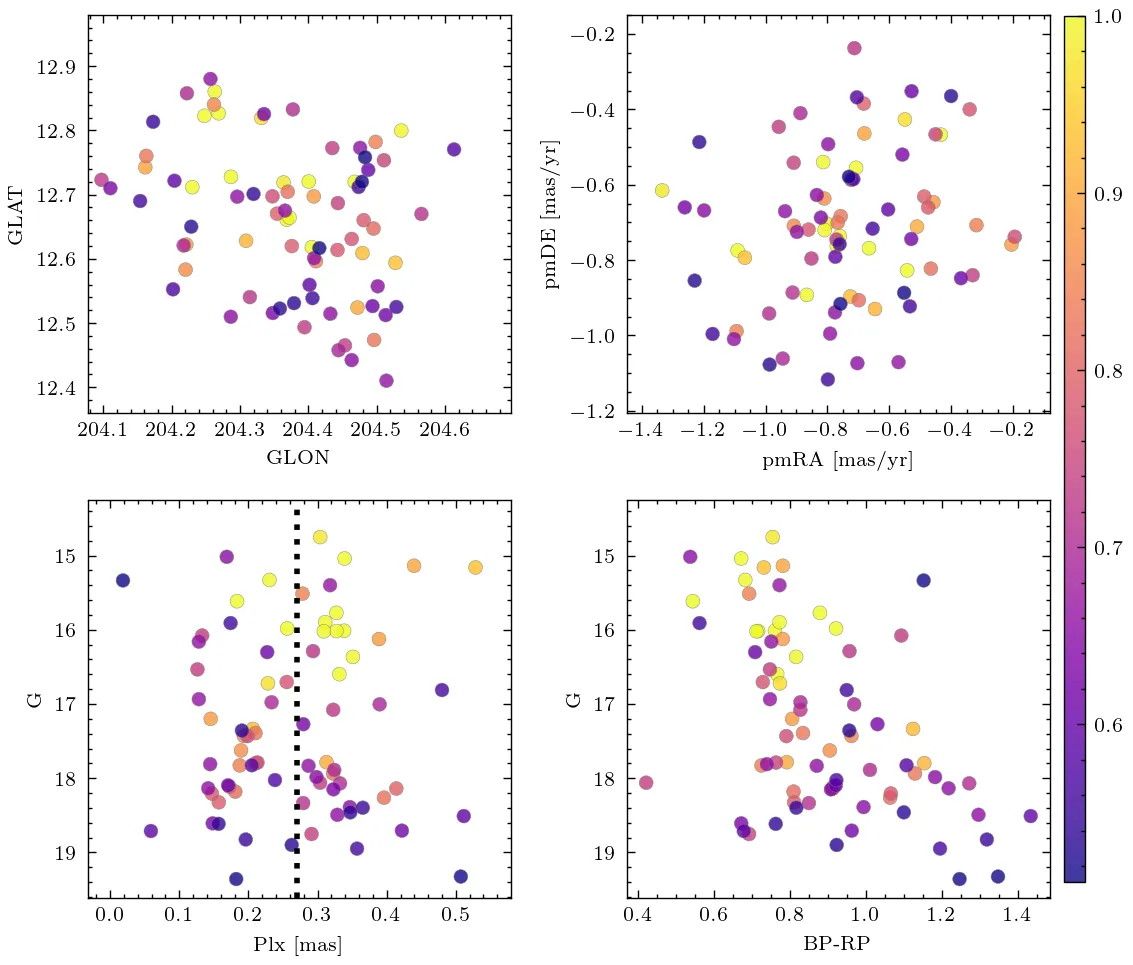 12.9
12.8
12.7
12.6
12.5
12.4
GLAT
204.1 204.2 204.3 204.4 204.5 204.6
GLON
−0.2
−0.4
−0.6
−0.8
−1.0
−1.2
pmDE [mas/yr]
−1.4 −1.2 −1.0 −0.8 −0.6 −0.4 −0.2
pmRA [mas/yr]
1.0
0.9
0.8
0.7
0.6
15
16
17
18
19
G
0.0 0.1 0.2 0.3 0.4 0.5
Plx [mas]
15
16
17
18
19
G
0.4 0.6 0.8 1.0 1.2 1.4
BP-RP